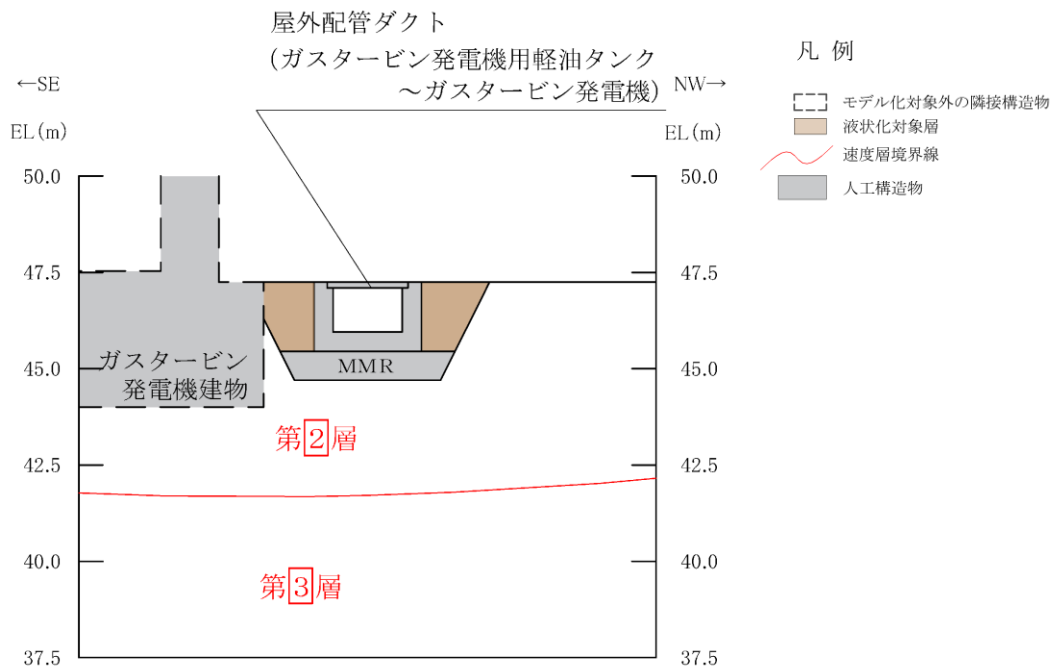 屋外配管ダクト
(ガスタービン発電機用軽油タンク
～ガスタービン発電機)
←SE
NW→
EL(m)
EL(m)
50.0
50.0
47.5
47.5
45.0
45.0
42.5
42.5
40.0
40.0
37.5
37.5
ガスタービン
発電機建物
MMR
第2層
第3層
凡 例
モデル化対象外の隣接構造物
液状化対象層
速度層境界線
人工構造物